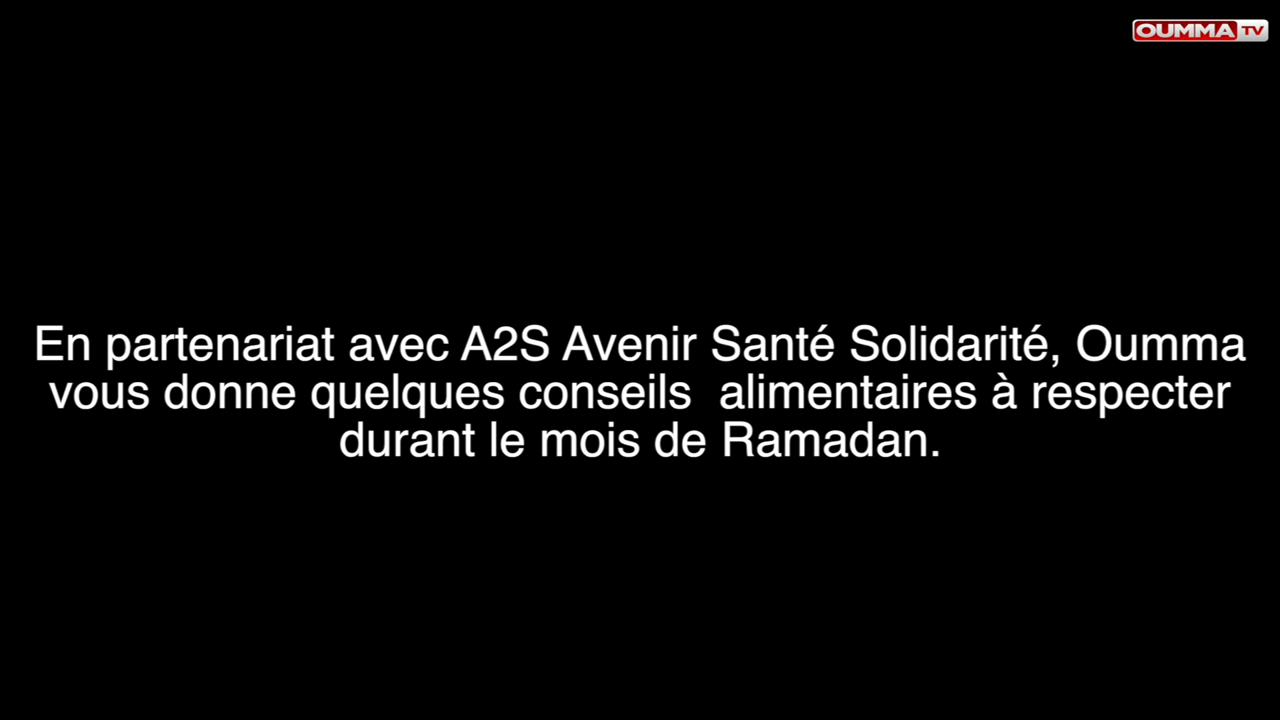 OUMMA TV
En partenariat avec A2S Avenir Santé Solidarité, Oumma
vous donne quelques conseils  alimentaires à respecter
durant le mois de Ramadan.